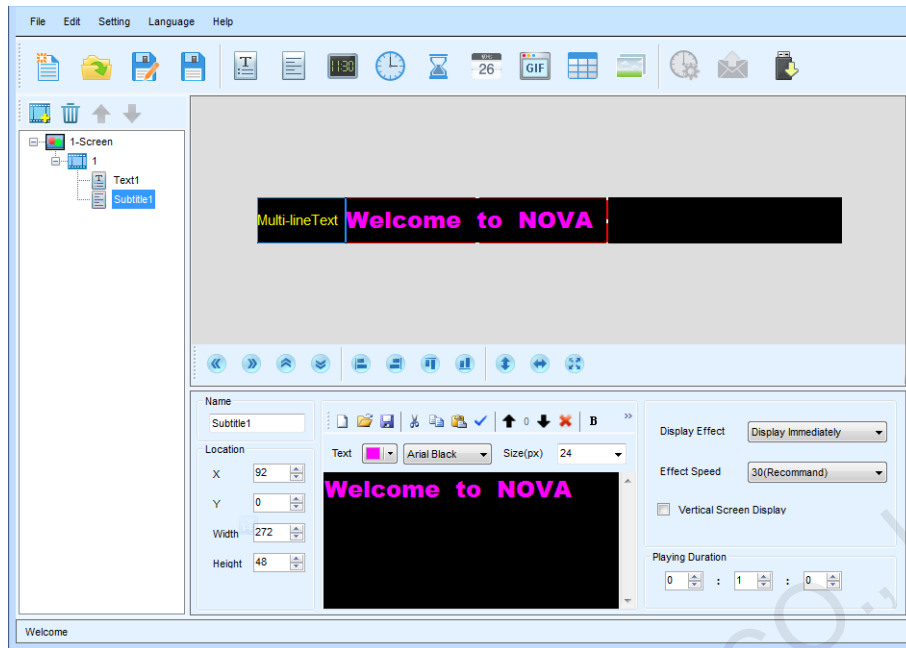 File Edit Setting Language Help
11:30
26
GIF
1-Screen
1
Text1
Subtitle1
Multi-lineText Welcome to NOVA
Name
Subtitle1
Location
X 92
Y 0
Width 272
Height 48
0 B »
Text Arial Black Size(px) 24
Welcome to NOVA
Display Effect Display Immediately
Effect Speed 30(Recommand)
Vertical Screen Display
Playing Duration
0 : 1 : 0
Welcome
CO.,